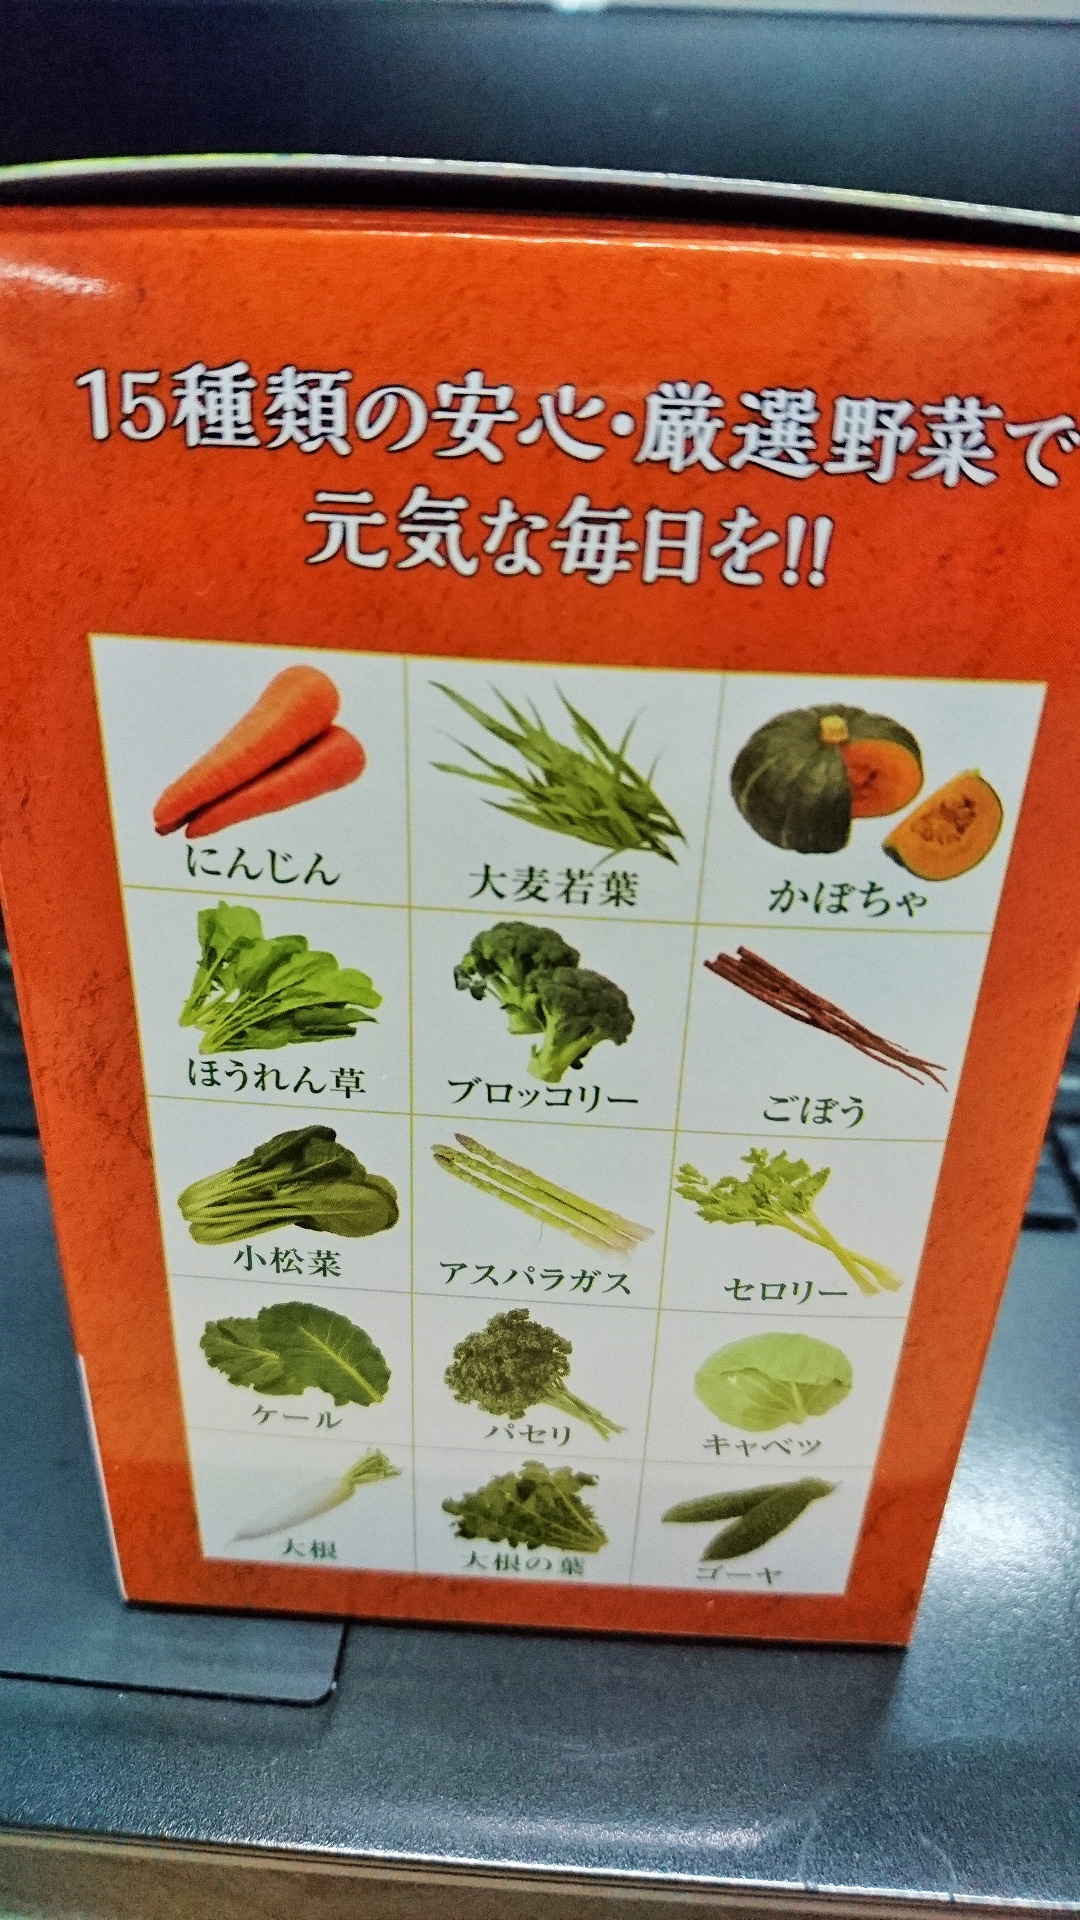 15種類の安心・厳選野菜で
元気な毎日を!!
にんじん
大麦若葉
かぼちゃ
ほうれん草
ブロッコリー
ごぼう
小松菜
アスパラガス
セロリー
ケール
パセリ
キャベツ
大根
大根の葉
ゴーヤ